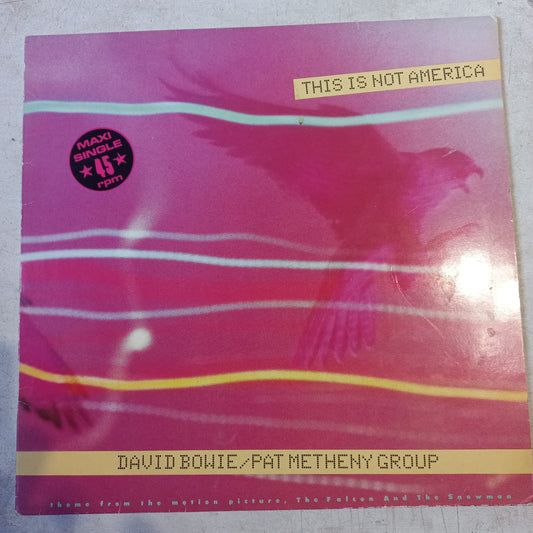 THIS IS NOT AMERICA
MAXI
SINGLE
45
rpm
DAVID BOWIE/PAT METHENY GROUP
theme from the motion picture, The Falcon And The Snowman